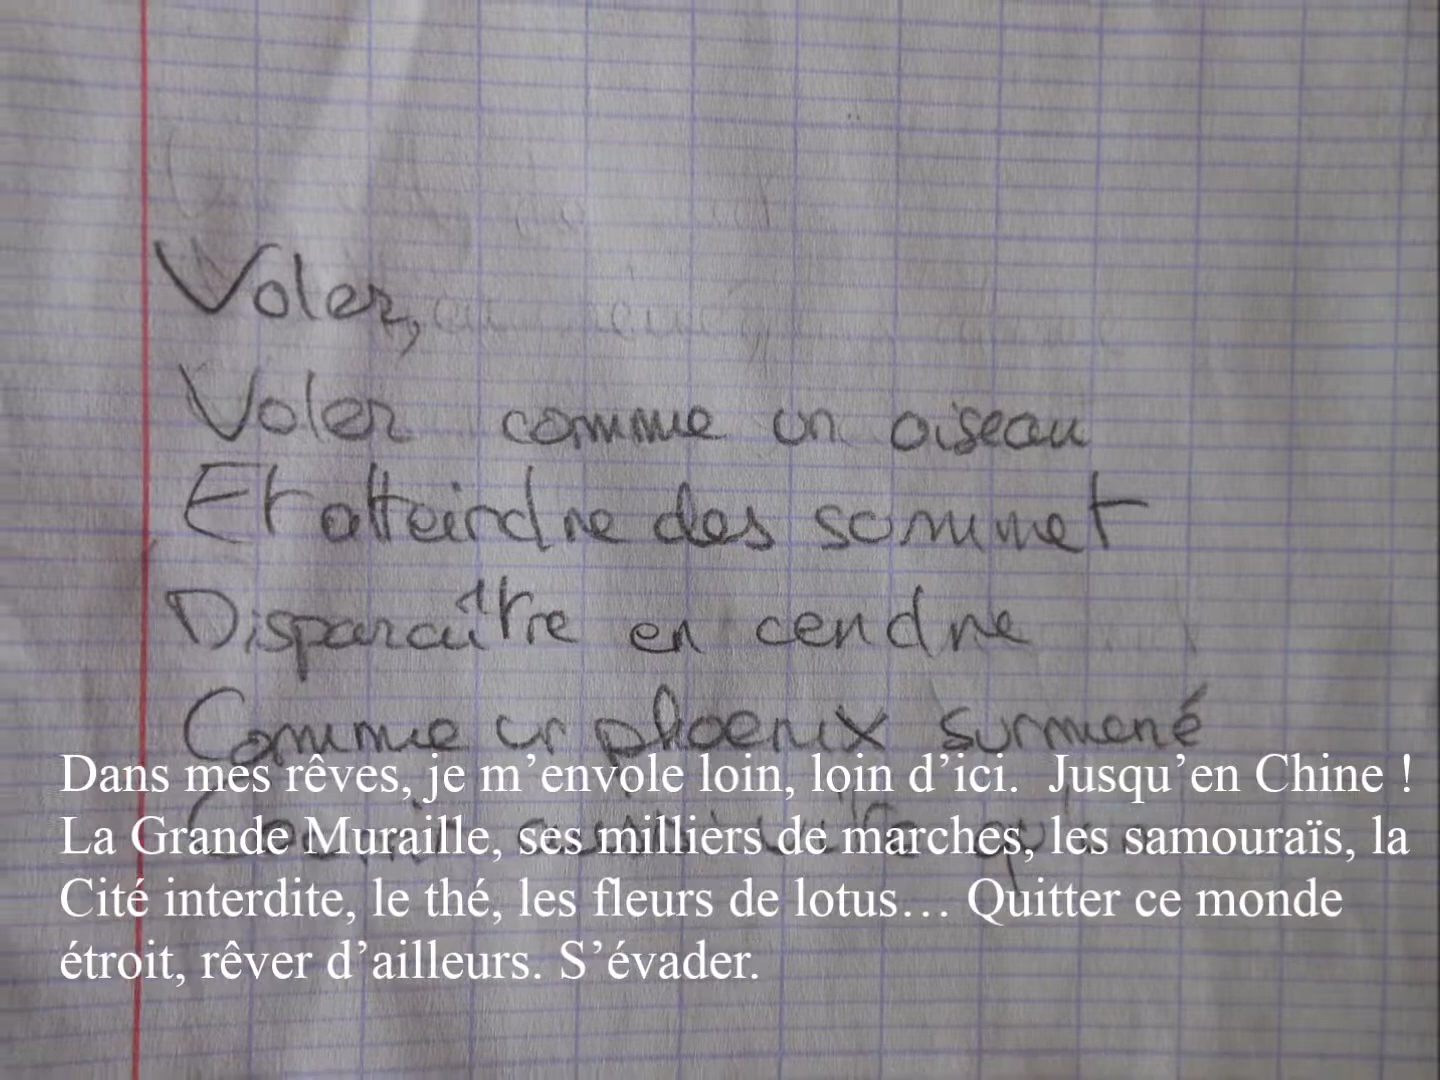 Voler,
Voler comme un oiseau
Et atteindre des sommet
Disparaître en cendre
Comme un phoenix surmené
Dans mes rêves, je m’envole loin, loin d’ici. Jusqu’en Chine !
La Grande Muraille, ses milliers de marches, les samouraïs, la
Cité interdite, le thé, les fleurs de lotus… Quitter ce monde
étroit, rêver d’ailleurs. S’évader.